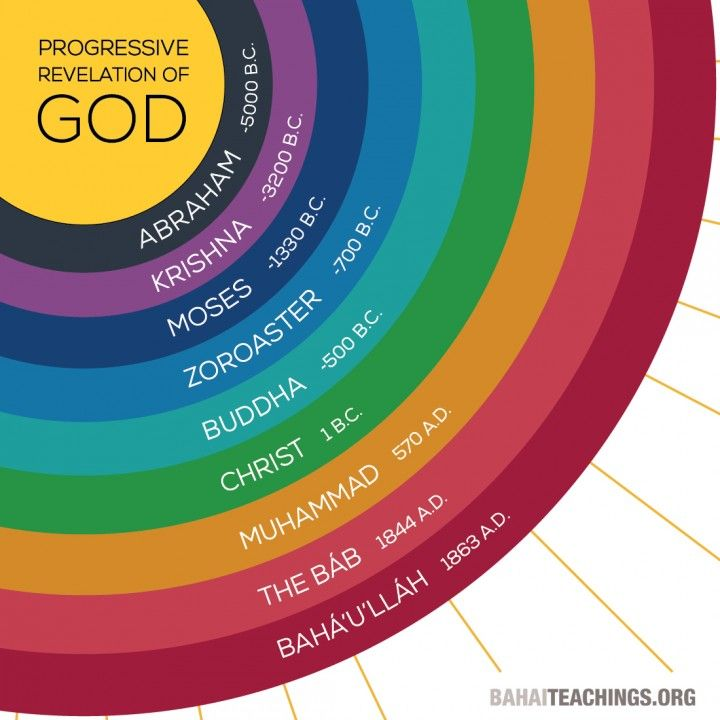 PROGRESSIVE
REVELATION OF
GOD
ABRAHAM -5000 B.C.
KRISHNA -3200 B.C.
MOSES -1330 B.C.
ZOROASTER -700 B.C.
BUDDHA -500 B.C.
CHRIST 1 B.C.
MUHAMMAD 570 A.D.
THE BÁB 1844 A.D.
BAHÁ'U'LLÁH 1863 A.D.
BAHAITEACHINGS.ORG